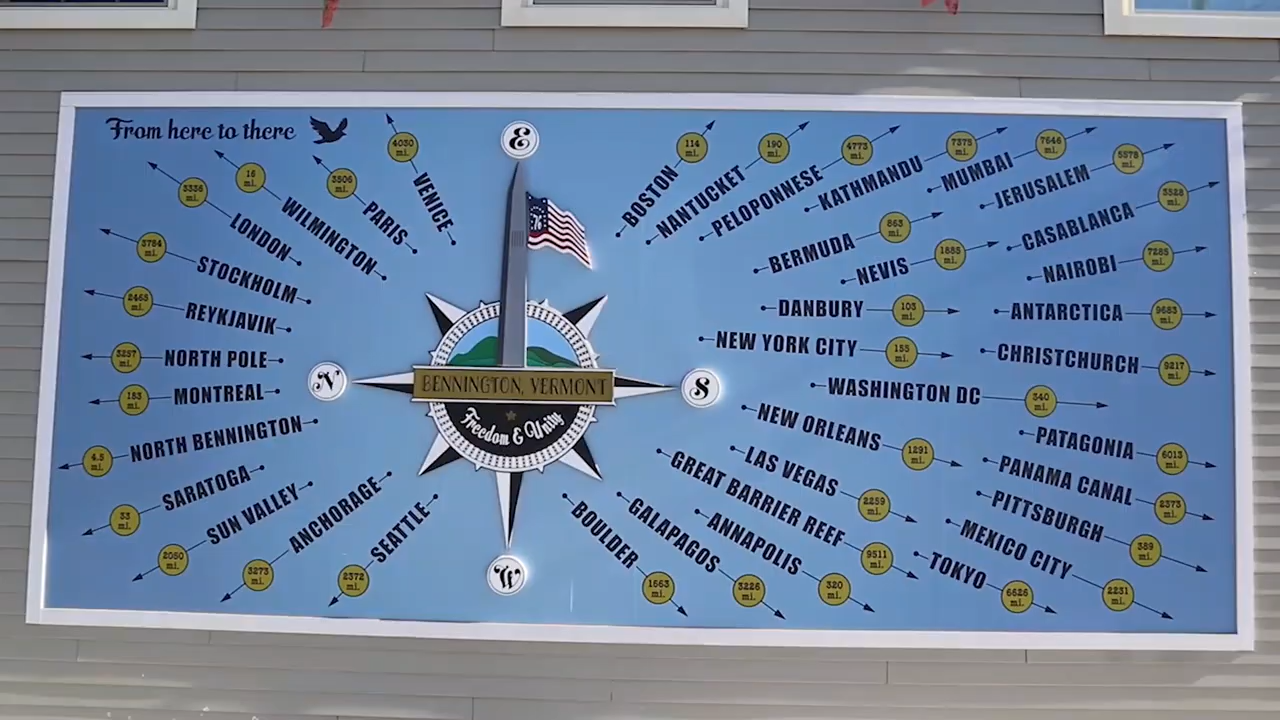 From here to there
E
N
S
W
76
BENNINGTON, VERMONT
Freedom & Unity
VENICE 4030 mi.
PARIS 3506 mi.
WILMINGTON 16 mi.
LONDON 3336 mi.
STOCKHOLM 3784 mi.
REYKJAVIK 2463 mi.
NORTH POLE 3257 mi.
MONTREAL 183 mi.
NORTH BENNINGTON 4.5 mi.
SARATOGA 33 mi.
SUN VALLEY 2050 mi.
ANCHORAGE 3273 mi.
SEATTLE 2372 mi.
BOSTON 114 mi.
NANTUCKET 190 mi.
PELOPONNESE 4773 mi.
KATHMANDU 7375 mi.
MUMBAI 7646 mi.
JERUSALEM 5578 mi.
CASABLANCA 3528 mi.
BERMUDA 863 mi.
NEVIS 1885 mi.
NAIROBI 7285 mi.
DANBURY 103 mi.
ANTARCTICA 9683 mi.
NEW YORK CITY 155 mi.
CHRISTCHURCH 9217 mi.
WASHINGTON DC 340 mi.
NEW ORLEANS 1291 mi.
PATAGONIA 6013 mi.
LAS VEGAS 2259 mi.
PANAMA CANAL 2373 mi.
GREAT BARRIER REEF 9511 mi.
PITTSBURGH 389 mi.
ANNAPOLIS 320 mi.
MEXICO CITY 2231 mi.
GALAPAGOS 3226 mi.
TOKYO 6626 mi.
BOULDER 1663 mi.